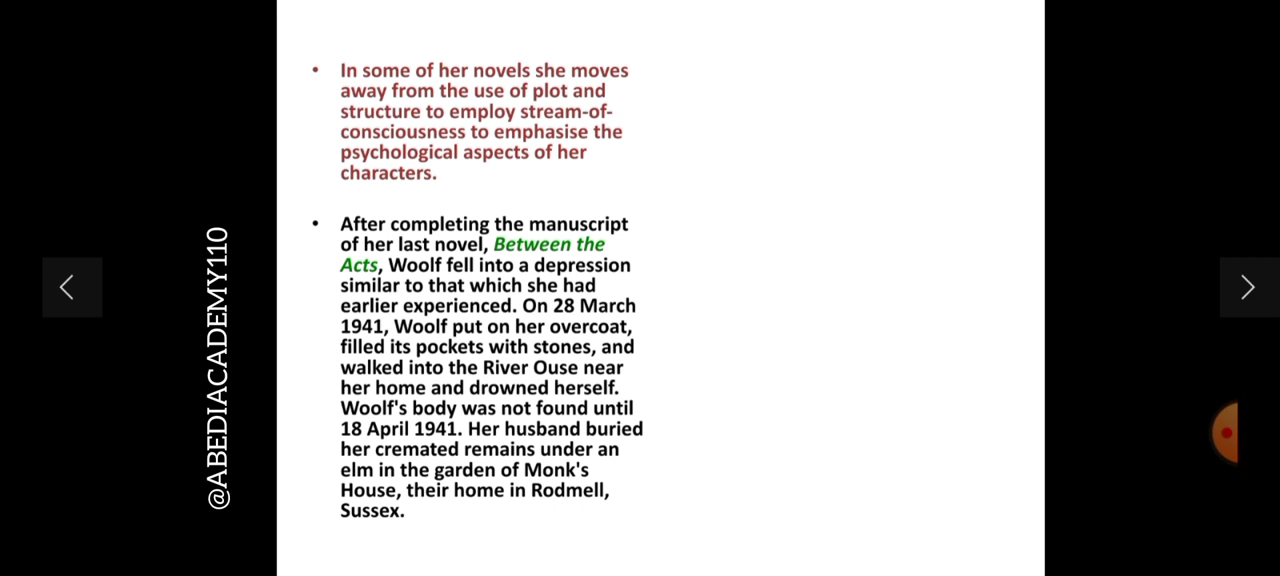 • In some of her novels she moves
away from the use of plot and
structure to employ stream-of-
consciousness to emphasise the
psychological aspects of her
characters.
• After completing the manuscript
of her last novel, Between the
Acts, Woolf fell into a depression
similar to that which she had
earlier experienced. On 28 March
1941, Woolf put on her overcoat,
filled its pockets with stones, and
walked into the River Ouse near
her home and drowned herself.
Woolf's body was not found until
18 April 1941. Her husband buried
her cremated remains under an
elm in the garden of Monk's
House, their home in Rodmell,
Sussex.
@ABEDIACADEMY110